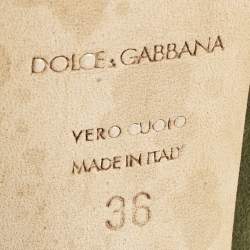 DOLCE & GABBANA
VERO CUOIO
MADE IN ITALY
36